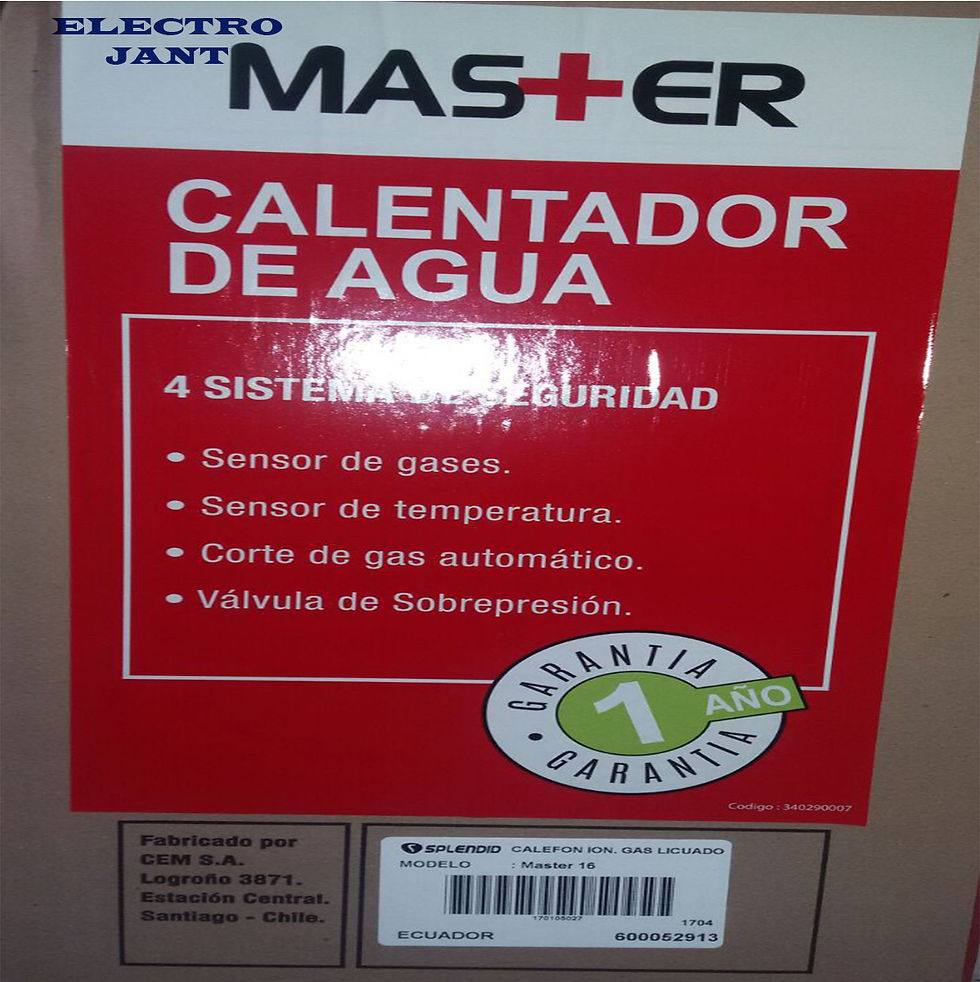 ELECTRO
JANT
MASTER
CALENTADOR
DE AGUA
4 SISTEMA DE SEGURIDAD
• Sensor de gases.
• Sensor de temperatura.
• Corte de gas automático.
• Válvula de Sobrepresión.
GARANTIA
1 AÑO
GARANTIA
Codigo : 340290007
Fabricado por
CEM S.A.
Logroño 3871.
Estación Central.
Santiago - Chile.
SPLENDID CALEFON ION. GAS LICUADO
MODELO : Master 16
170105027
1704
ECUADOR 600052913